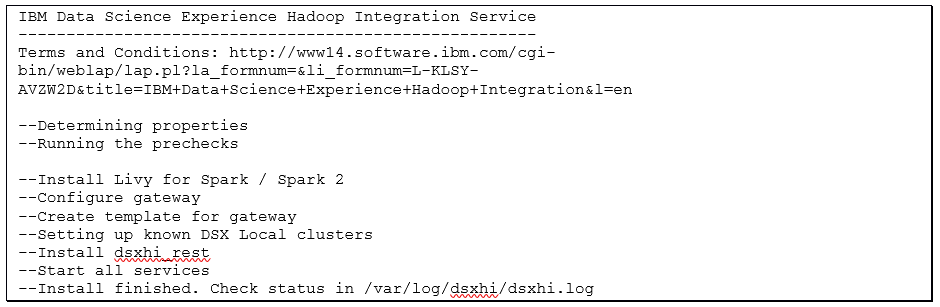 IBM Data Science Experience Hadoop Integration Service
------------------------------------------------------
Terms and Conditions: http://www14.software.ibm.com/cgi-
bin/weblap/lap.pl?la_formnum=&li_formnum=L-KLSY-
AVZW2D&title=IBM+Data+Science+Experience+Hadoop+Integration&l=en
--Determining properties
--Running the prechecks
--Install Livy for Spark / Spark 2
--Configure gateway
--Create template for gateway
--Setting up known DSX Local clusters
--Install dsxhi_rest
--Start all services
--Install finished. Check status in /var/log/dsxhi/dsxhi.log